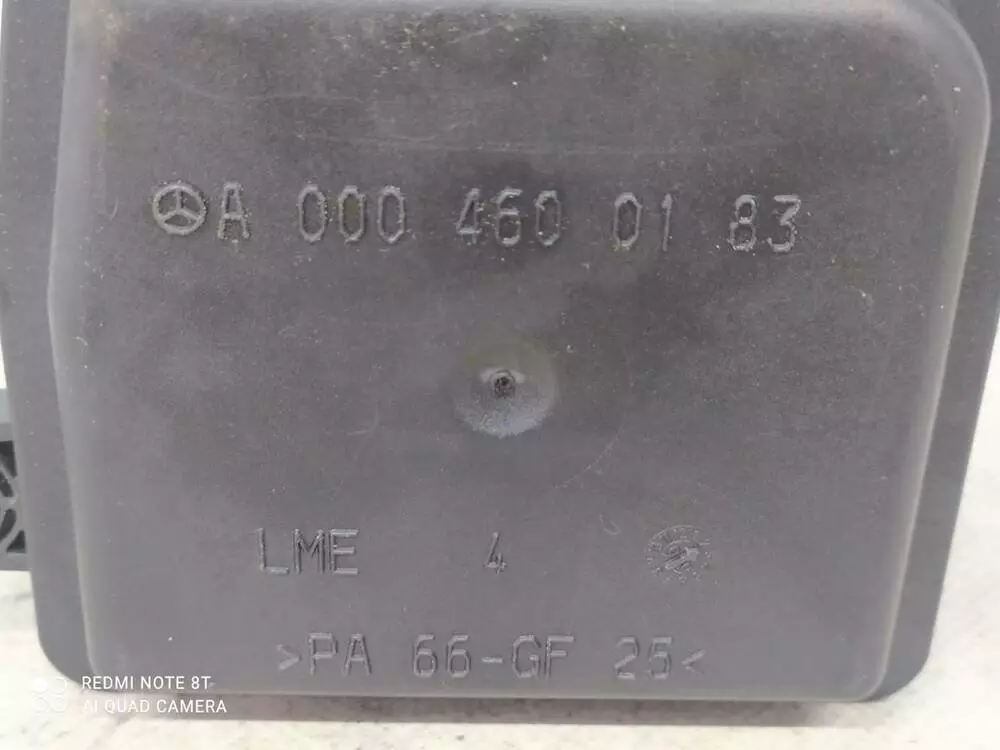 A 000 460 01 83
LME 4
>PA 66-GF 25<
REDMI NOTE 8T
AI QUAD CAMERA